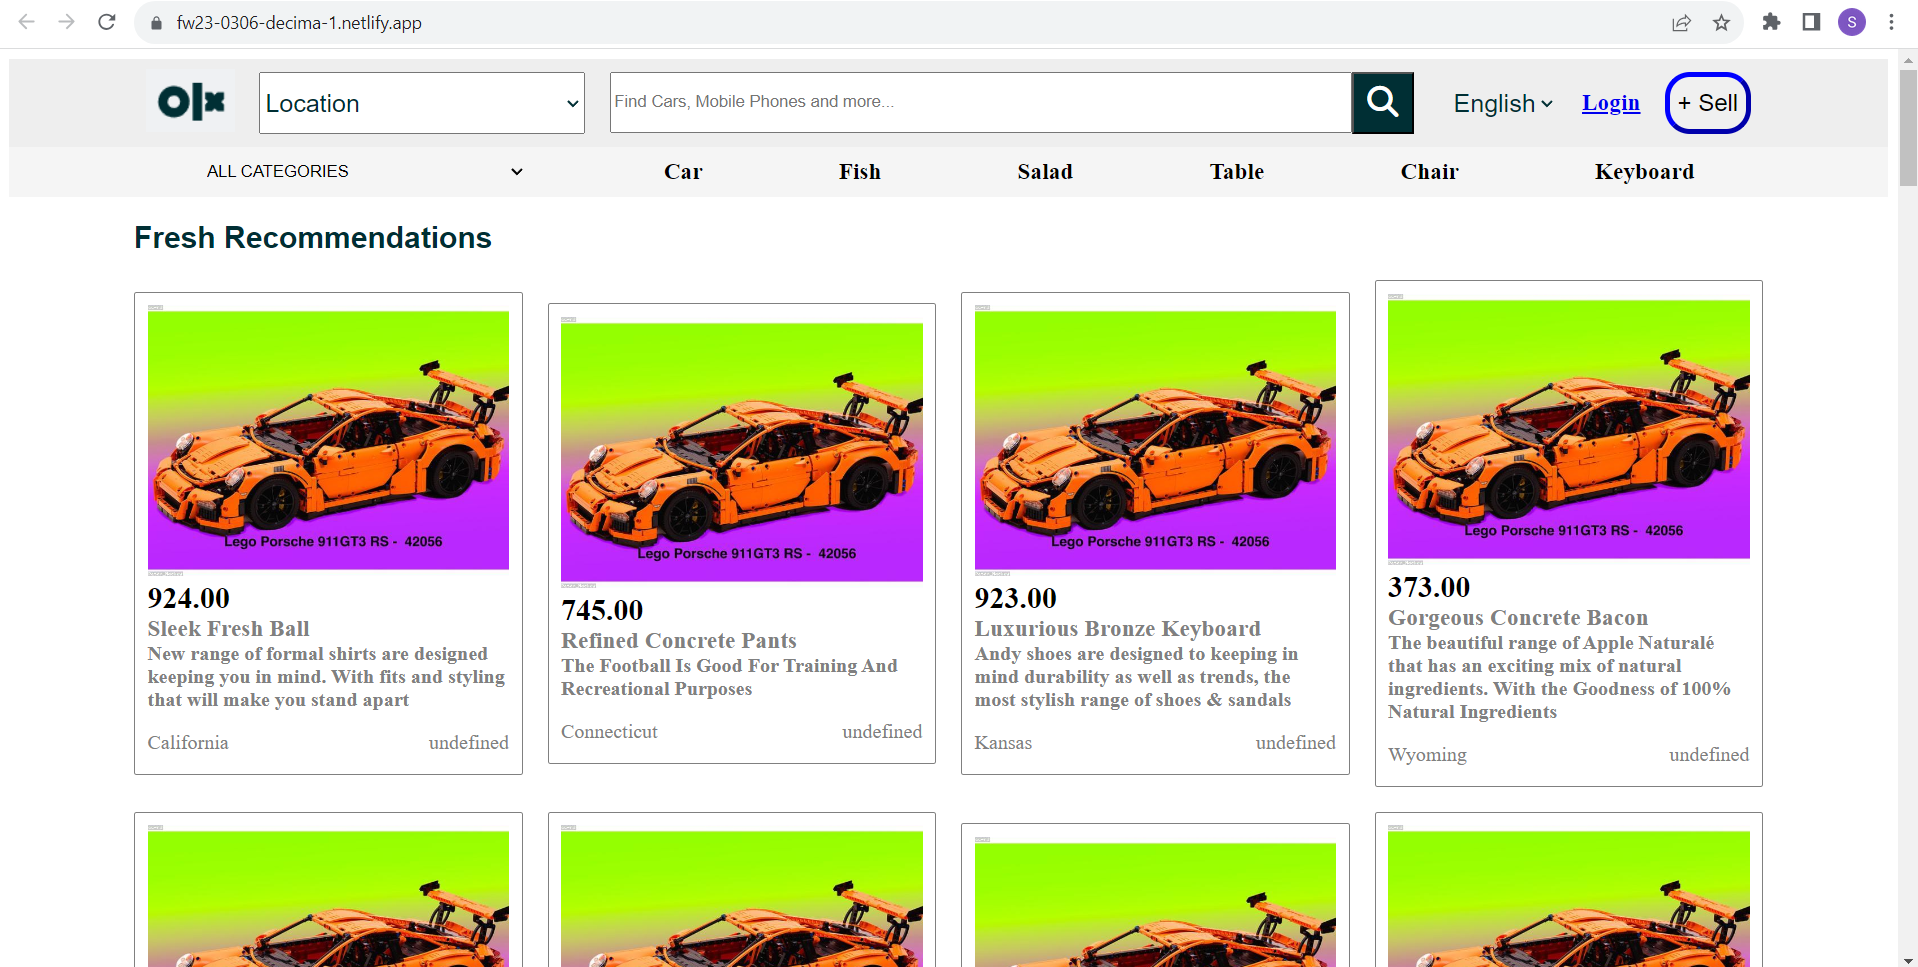 fw23-0306-decima-1.netlify.app
S
olx
Location
Find Cars, Mobile Phones and more...
English
Login
+ Sell
ALL CATEGORIES
Car
Fish
Salad
Table
Chair
Keyboard
Fresh Recommendations
Lego Porsche 911GT3 RS - 42056
924.00
Sleek Fresh Ball
New range of formal shirts are designed
keeping you in mind. With fits and styling
that will make you stand apart
California
undefined
Lego Porsche 911GT3 RS - 42056
745.00
Refined Concrete Pants
The Football Is Good For Training And
Recreational Purposes
Connecticut
undefined
Lego Porsche 911GT3 RS - 42056
923.00
Luxurious Bronze Keyboard
Andy shoes are designed to keeping in
mind durability as well as trends, the
most stylish range of shoes & sandals
Kansas
undefined
Lego Porsche 911GT3 RS - 42056
373.00
Gorgeous Concrete Bacon
The beautiful range of Apple Naturalé
that has an exciting mix of natural
ingredients. With the Goodness of 100%
Natural Ingredients
Wyoming
undefined